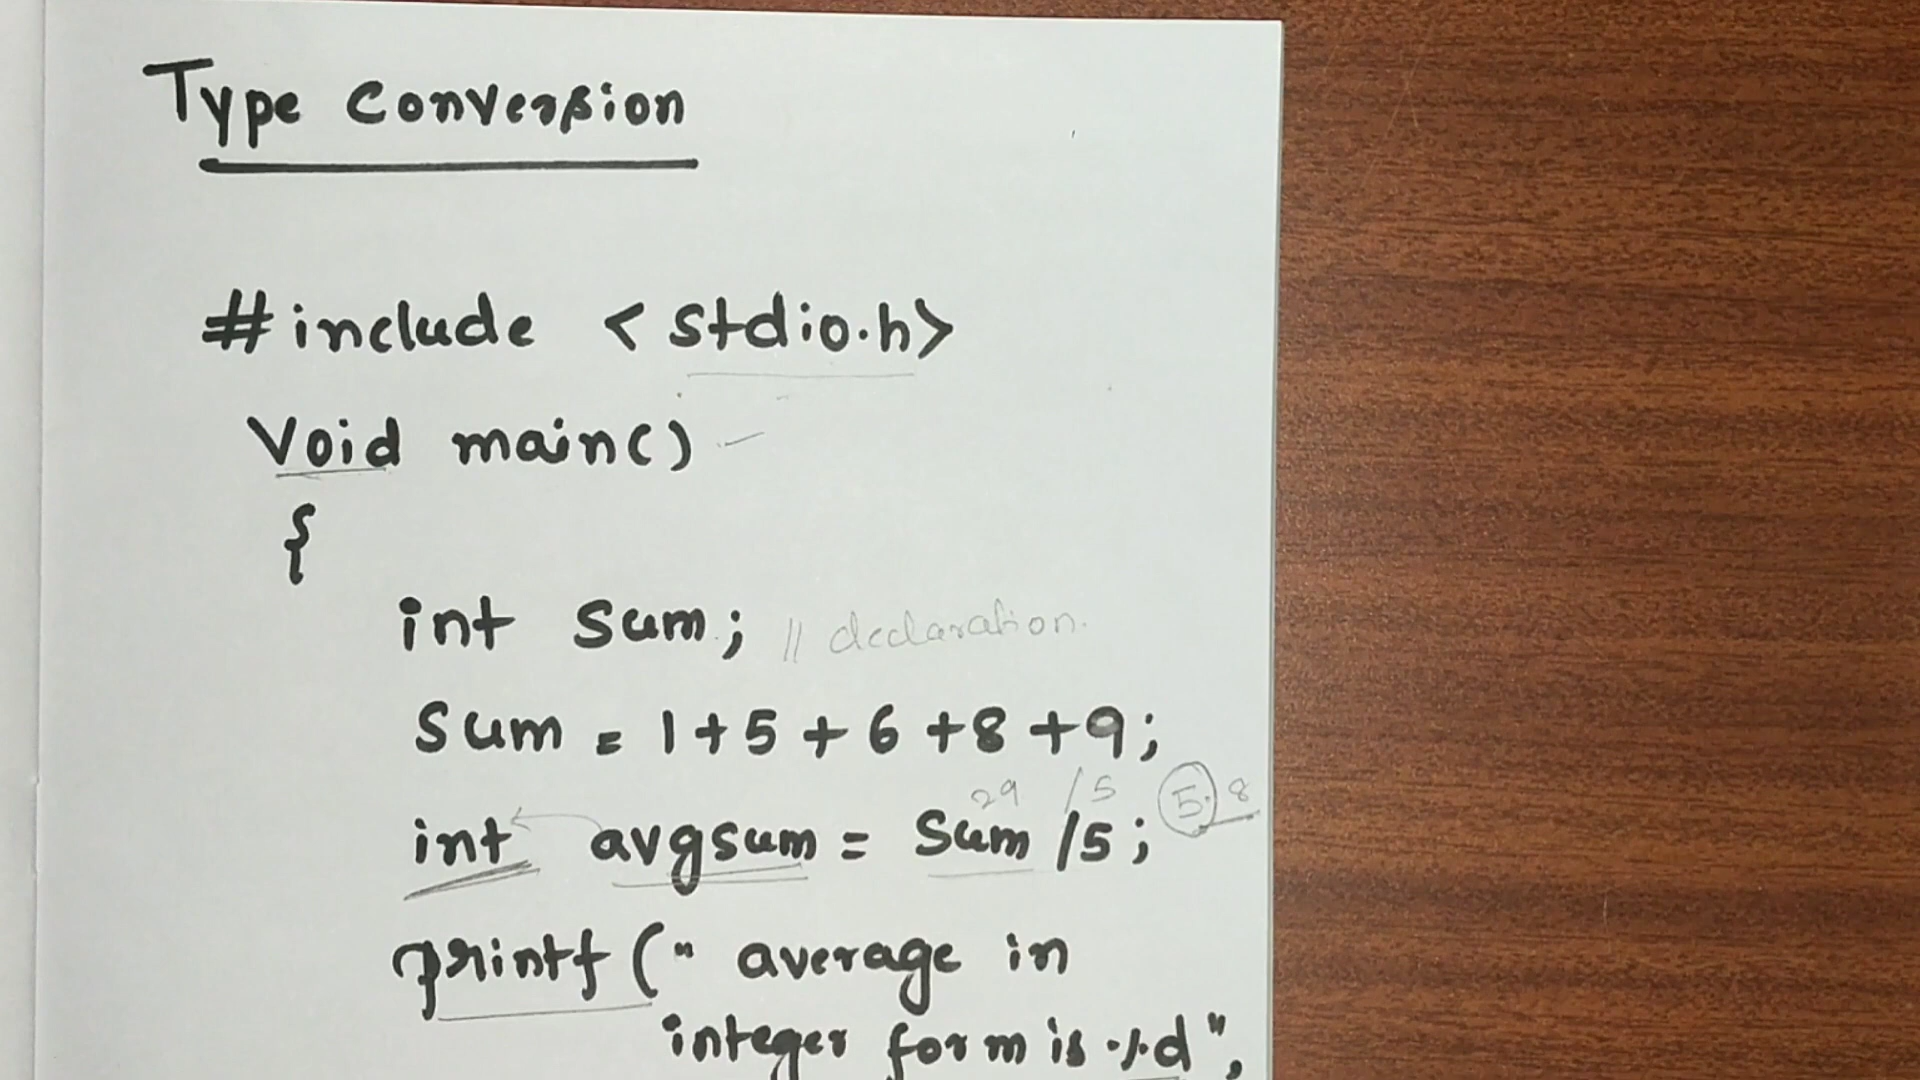 Type Conversion
#include <stdio.h>
Void main()
{
int sum; // declaration.
Sum = 1+5+6+8+9;
29 /5 5.8
int avgsum = Sum /5;
printf (" average in
integer form is %d",